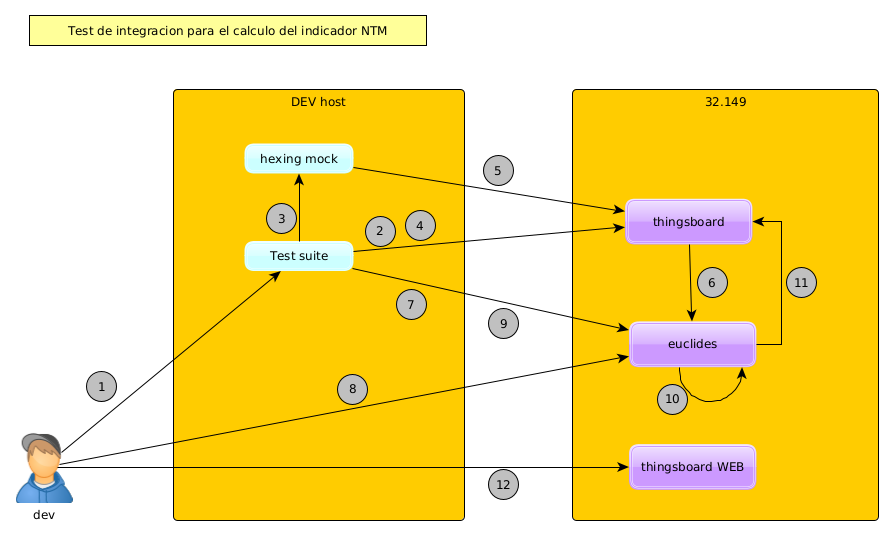 Test de integracion para el calculo del indicador NTM
DEV host
32.149
hexing mock
5
3
2
4
thingsboard
Test suite
6
11
7
9
euclides
1
8
10
thingsboard WEB
12
dev